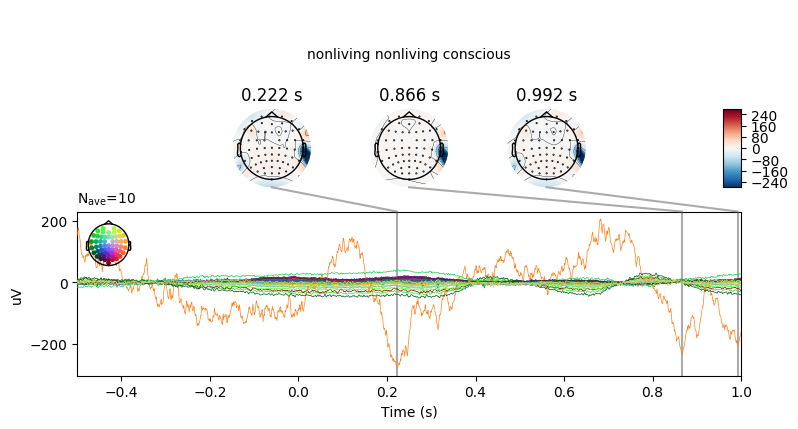 nonliving nonliving conscious
0.222 s 0.866 s 0.992 s
240
160
80
0
−80
−160
−240
Nave=10
200
0
−200
uV
−0.4 −0.2 0.0 0.2 0.4 0.6 0.8 1.0
Time (s)